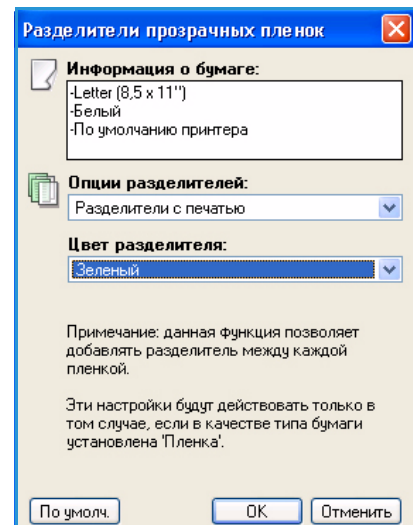 Разделители прозрачных пленок
Информация о бумаге:
-Letter (8,5 x 11")
-Белый
-По умолчанию принтера
Опции разделителей:
Разделители с печатью
Цвет разделителя:
Зеленый
Примечание: данная функция позволяет
добавлять разделитель между каждой
пленкой.
Эти настройки будут действовать только в
том случае, если в качестве типа бумаги
установлена 'Пленка'.
По умолч.
OK
Отменить